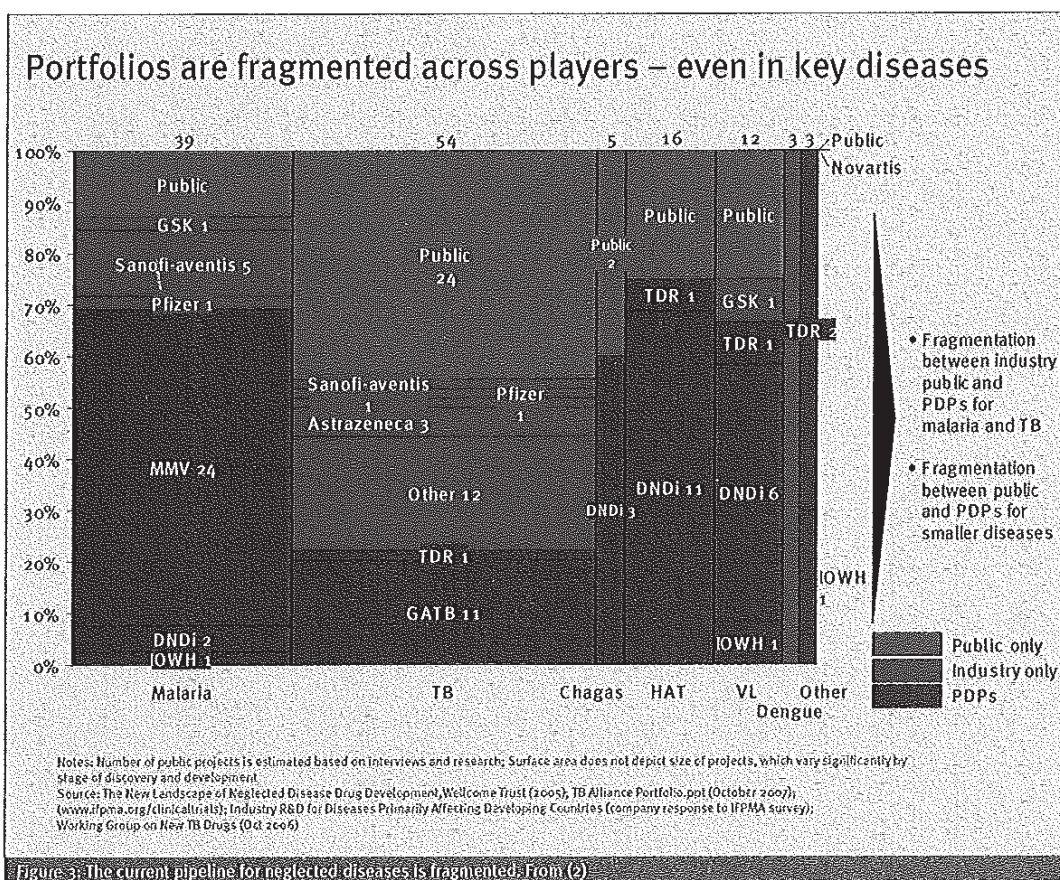 Portfolios are fragmented across players – even in key diseases
39 54 5 16 12 3 3 Public
Novartis
100%
90%
80%
70%
60%
50%
40%
30%
20%
10%
0%
Public
GSK 1
Sanofi-aventis 5
Pfizer 1
MMV 24
DNDi 2
IOWH 1
Public
24
Sanofi-aventis
1
Pfizer
1
Astrazeneca 3
Other 12
TDR 1
GATB 11
Public
2
DNDi 3
Public
TDR 1
DNDi 11
Public
GSK 1
TDR 1
DNDi 6
IOWH 1
TDR 2
IOWH
1
Malaria TB Chagas HAT VL Other
Dengue
• Fragmentation
between industry
public and
PDPs for
malaria and TB
• Fragmentation
between public
and PDPs for
smaller diseases
Public only
Industry only
PDPs
Notes: Number of public projects is estimated based on interviews and research; Surface area does not depict size of projects, which vary significantly by
stage of discovery and development
Source: The New Landscape of Neglected Disease Drug Development, Wellcome Trust (2005), TB Alliance Portfolio.ppt (October 2007);
(www.ifpma.org/clinicaltrials); Industry R&D for Diseases Primarily Affecting Developing Countries (company response to IFPMA survey);
Working Group on New TB Drugs (Oct 2006)
Figure 3: The current pipeline for neglected diseases is fragmented. From (2)